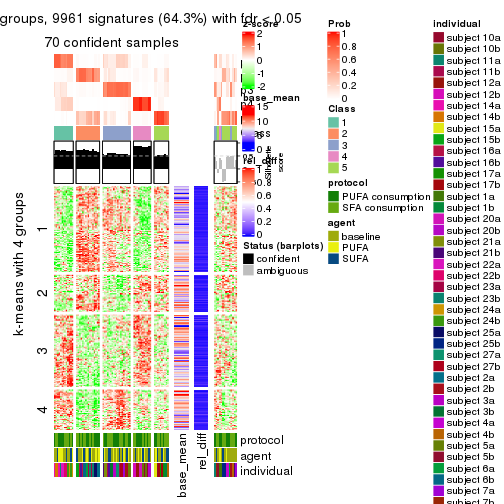 groups, 9961 signatures (64.3%) with fdr < 0.05
70 confident samples
k-means with 4 groups
1
2
3
4
z-score
2
1
0
-1
-2
base_mean
15
10
5
0
rel_diff
1
0.8
0.6
0.4
0.2
0
Status (barplots)
confident
ambiguous
Silhouette
score
Prob
1
0.8
0.6
0.4
0.2
0
Class
1
2
3
4
5
protocol
PUFA consumption
SFA consumption
agent
baseline
PUFA
SUFA
individual
subject 10a
subject 10b
subject 11a
subject 11b
subject 12a
subject 12b
subject 14a
subject 14b
subject 15a
subject 15b
subject 16a
subject 16b
subject 17a
subject 17b
subject 1a
subject 1b
subject 20a
subject 20b
subject 21a
subject 21b
subject 22a
subject 22b
subject 23a
subject 23b
subject 24a
subject 24b
subject 25a
subject 25b
subject 27a
subject 27b
subject 2a
subject 2b
subject 3a
subject 3b
subject 4a
subject 4b
subject 5a
subject 5b
subject 6a
subject 6b
subject 7a
subject 7b
protocol
agent
individual
base_mean
rel_diff